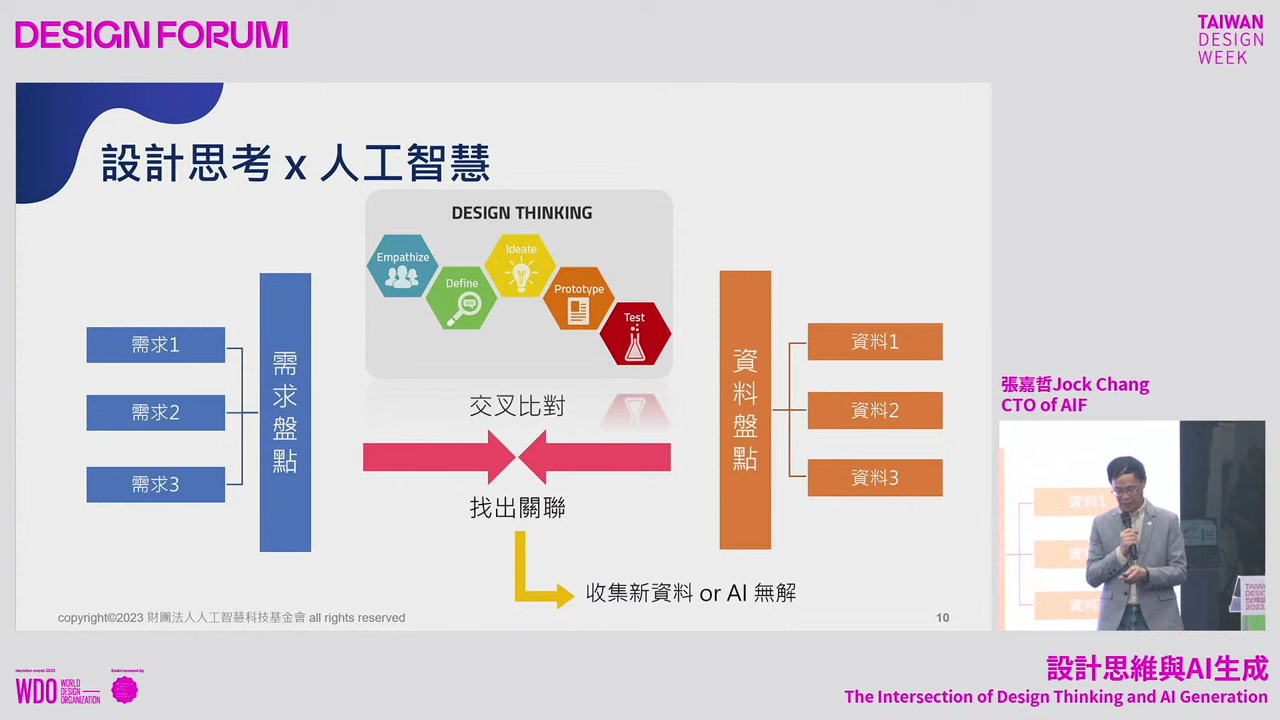 DESIGN FORUM
TAIWAN
DESIGN
WEEK
設計思考 x 人工智慧
DESIGN THINKING
Empathize
Define
Ideate
Prototype
Test
需求1
需求2
需求3
需求盤點
交叉比對
找出關聯
收集新資料 or AI 無解
資料盤點
資料1
資料2
資料3
copyright©2023 財團法人人工智慧科技基金會 all rights reserved
10
張嘉哲Jock Chang
CTO of AIF
member event 2023
WDO
WORLD
DESIGN
ORGANIZATION
Endorsement by
設計思維與AI生成
The Intersection of Design Thinking and AI Generation